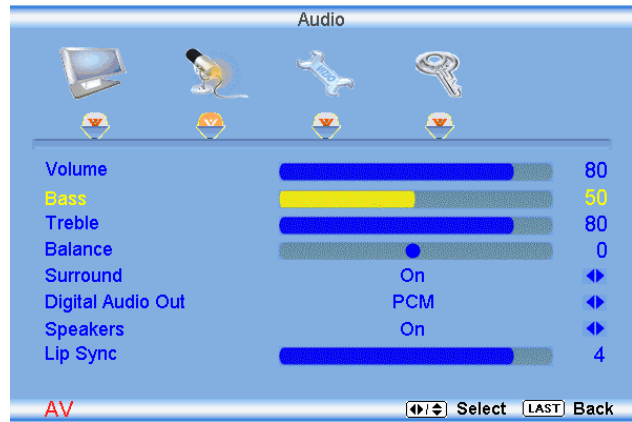 Audio
VIZIO
Volume 80
Bass 50
Treble 80
Balance 0
Surround On
Digital Audio Out PCM
Speakers On
Lip Sync 4
AV / Select LAST Back